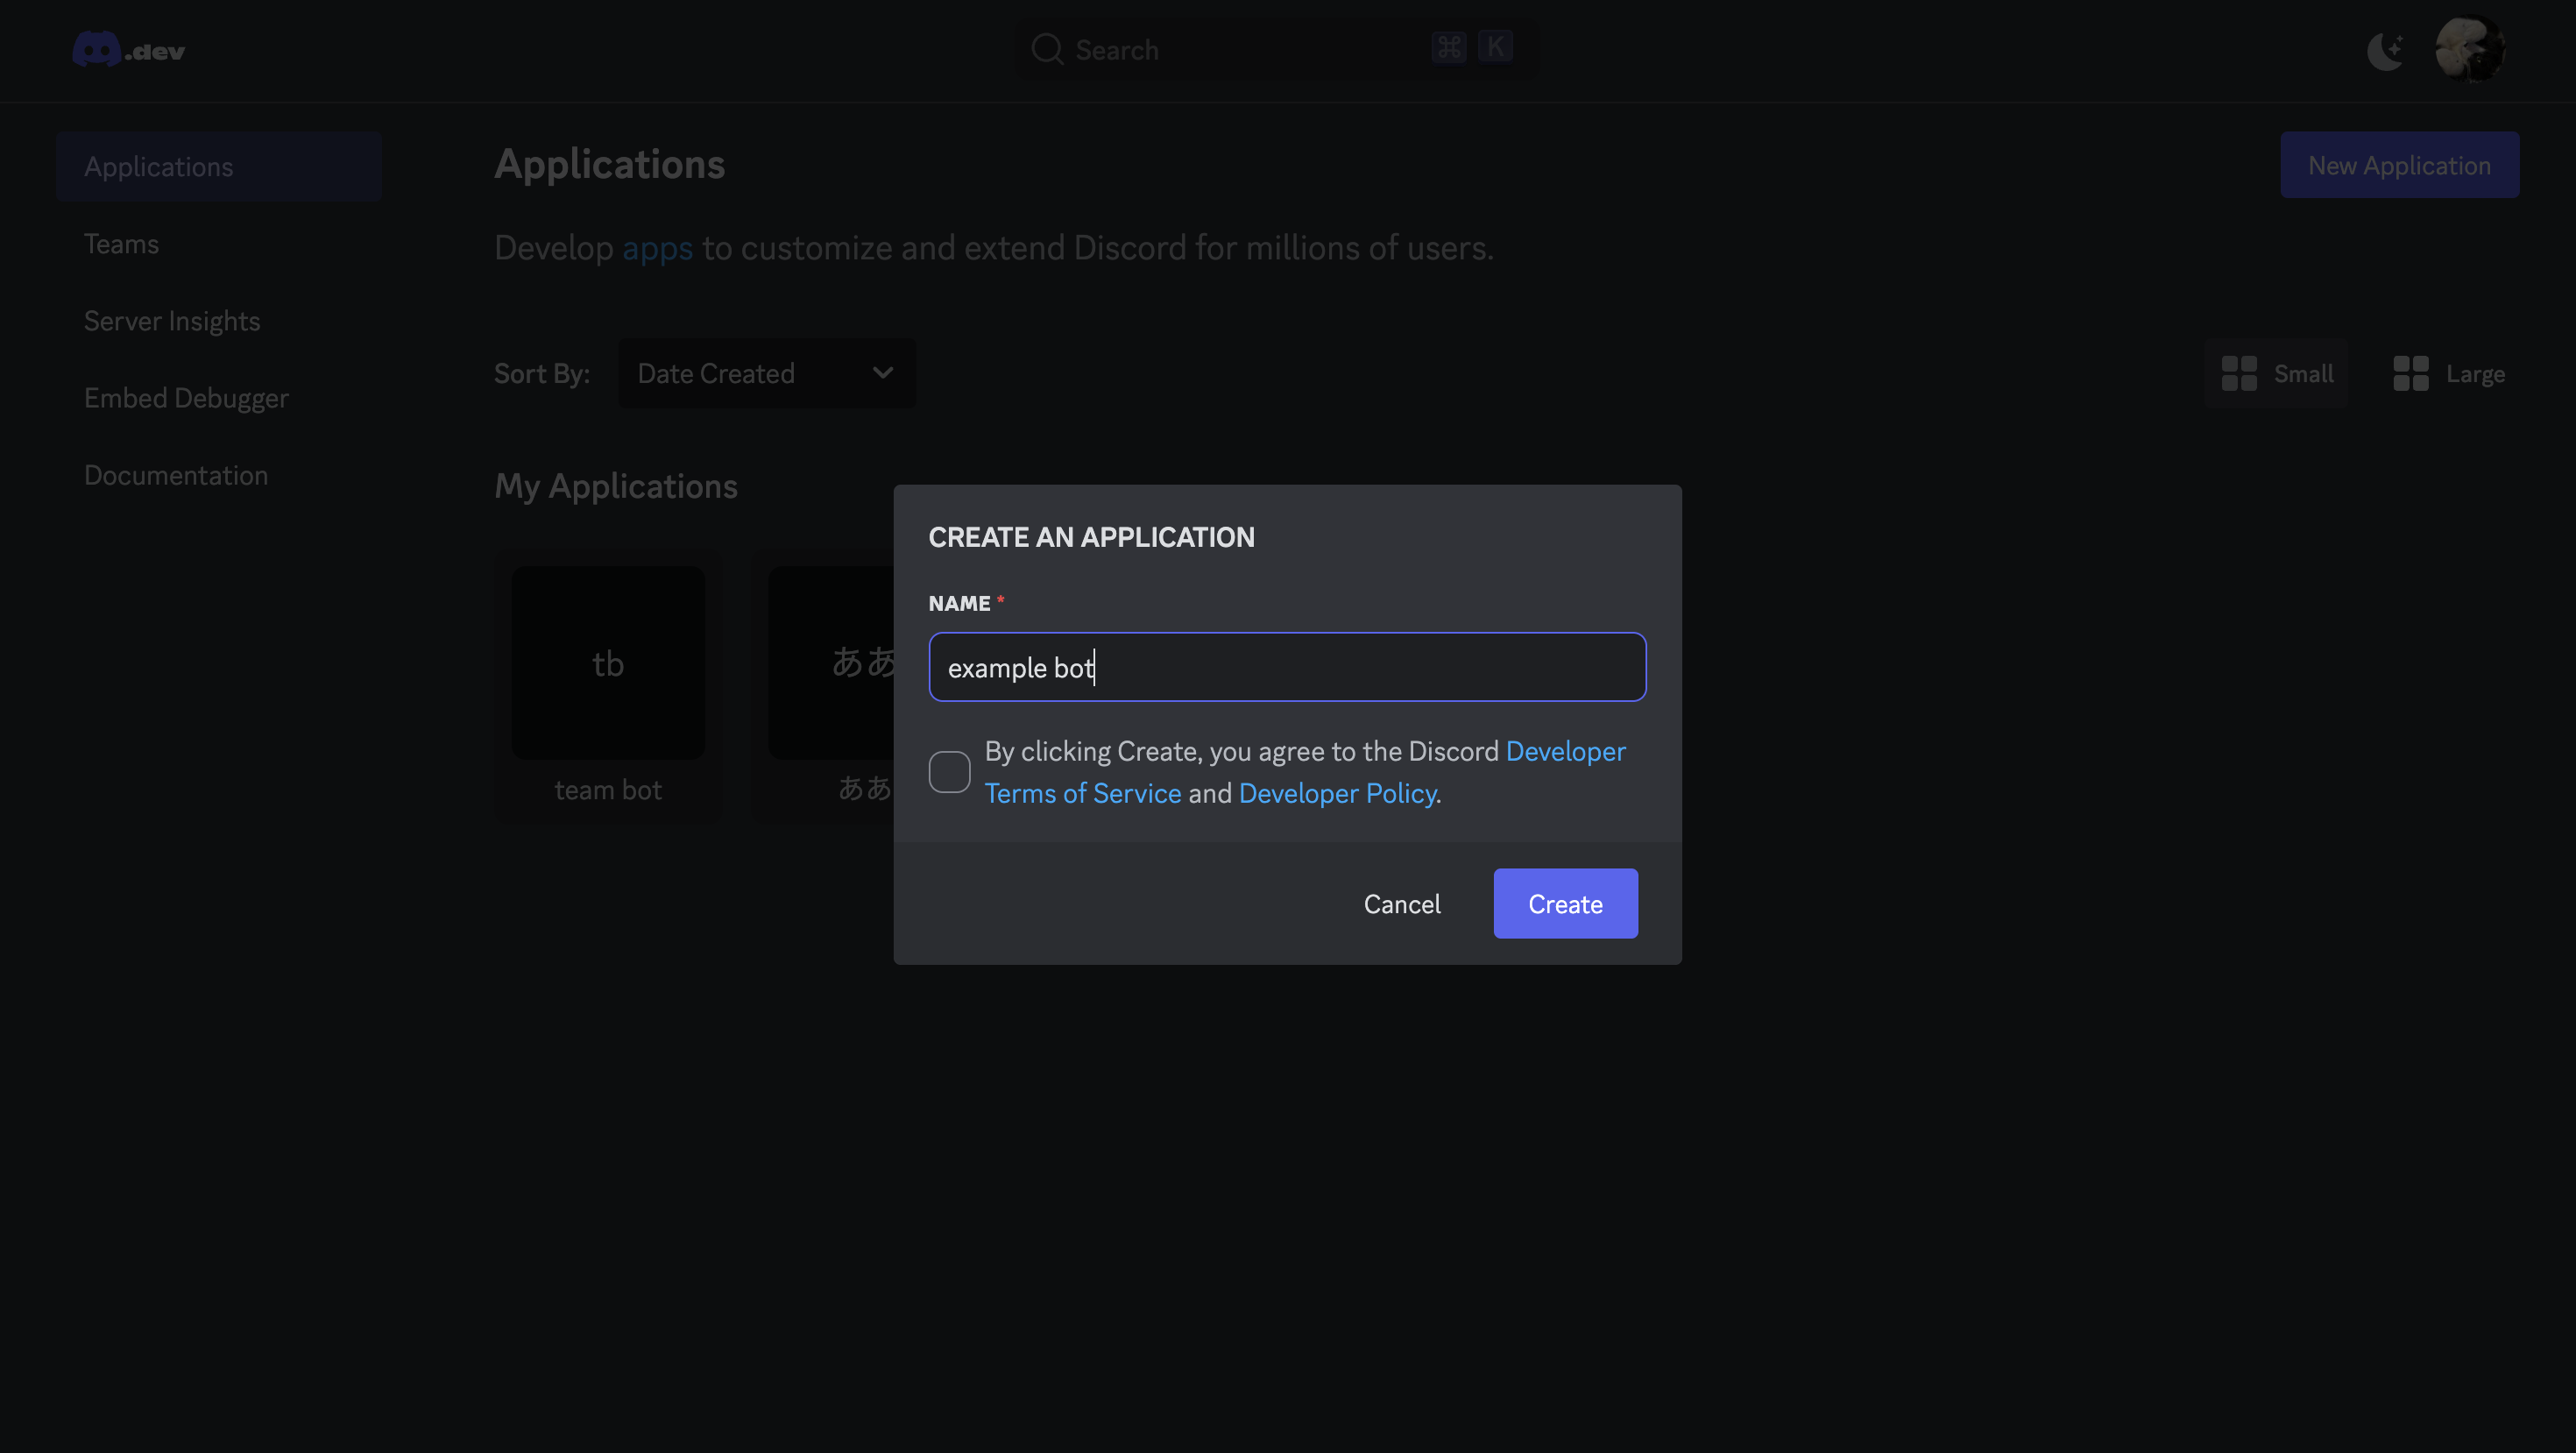 .dev
Search
⌘ K
Applications
Teams
Server Insights
Embed Debugger
Documentation
Applications
New Application
Develop apps to customize and extend Discord for millions of users.
Sort By:
Date Created
Small
Large
My Applications
tb
team bot
ああ
ああ
CREATE AN APPLICATION
NAME *
example bot
By clicking Create, you agree to the Discord Developer
Terms of Service and Developer Policy.
Cancel
Create